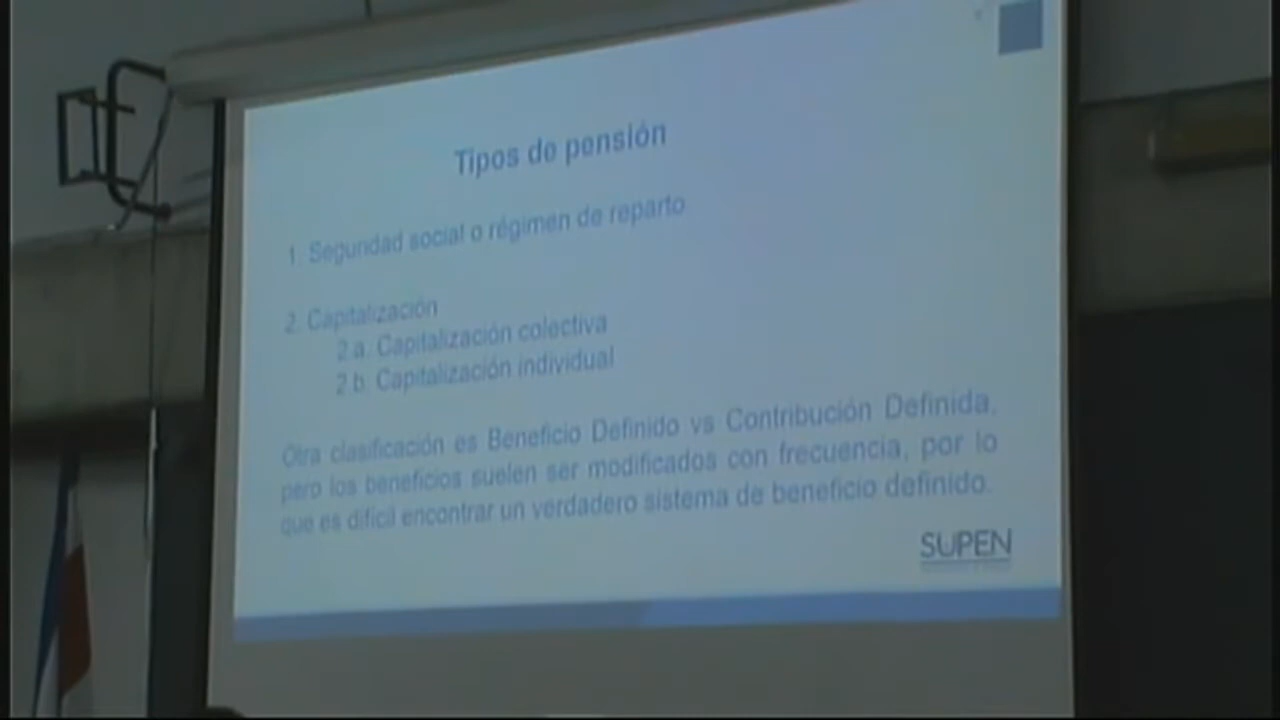 Tipos de pensión
1. Seguridad social o régimen de reparto
2. Capitalización
2.a. Capitalización colectiva
2.b. Capitalización individual
Otra clasificación es Beneficio Definido vs Contribución Definida,
pero los beneficios suelen ser modificados con frecuencia, por lo
que es difícil encontrar un verdadero sistema de beneficio definido.
SUPEN